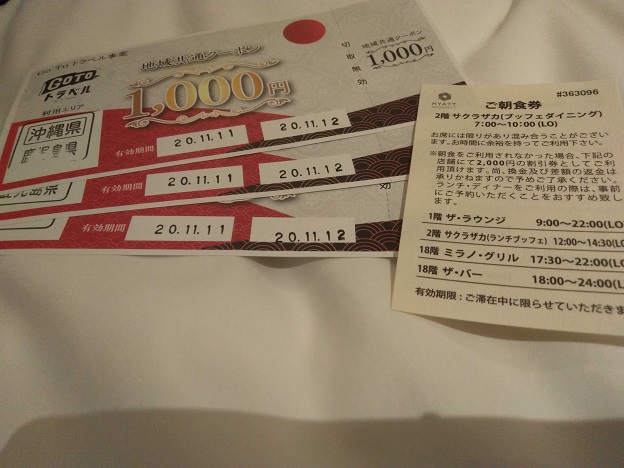 Go To トラベル事業
GOTO
トラベル
利用エリア
沖縄県
鹿児島県
地域共通クーポン
1,000円
有効期間
20.11.11
20.11.12
切取無効
地域共通クーポン
1,000円
有効期間
20.11.11
20.11.12
有効期間
20.11.11
20.11.12
#363096
HYATT
ご朝食券
2階 サクラザカ(ブッフェダイニング)
7:00〜10:00(LO)
お席には限りがあり混み合うことがござい
ます。お時間に余裕を持ってご利用下さい。
※朝食をご利用されなかった場合、下記の
店舗にて2,000円の割引券としてご利
用頂けます。尚、換金及び差額の返金は
承りかねますので予めご了承ください。
ランチ・ディナーをご利用の際は、事前
にご予約いただくことをおすすめ致しま
す。
1階 ザ・ラウンジ 9:00〜22:00(LO
2階 サクラザカ(ランチブッフェ) 12:00〜14:30(LO
18階 ミラノ・グリル 17:30〜22:00(LO
18階 ザ・バー 18:00〜24:00(L
有効期限:ご滞在中に限らせていただきま